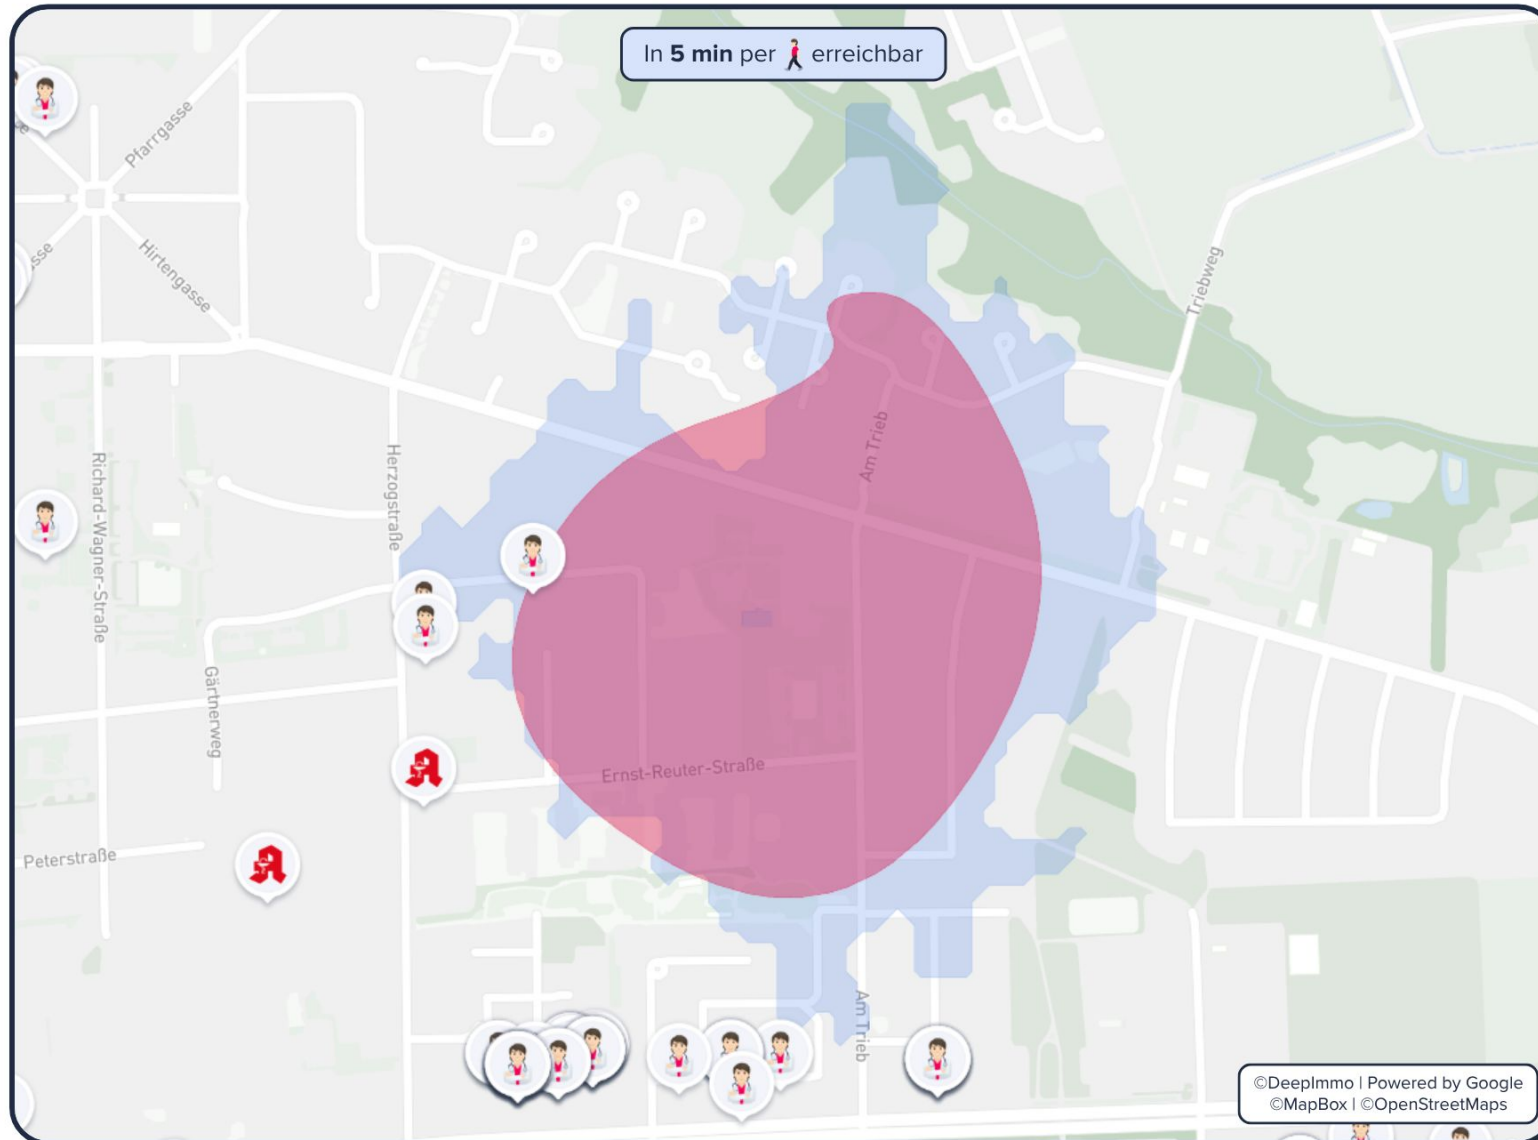 In 5 min per erreichbar
Pfarrgasse
Hirtengasse
Triebweg
Am Trieb
Richard-Wagner-Straße
Herzogstraße
Gärtnerweg
Ernst-Reuter-Straße
Peterstraße
Am Trieb
©DeepImmo | Powered by Google
©MapBox | ©OpenStreetMaps